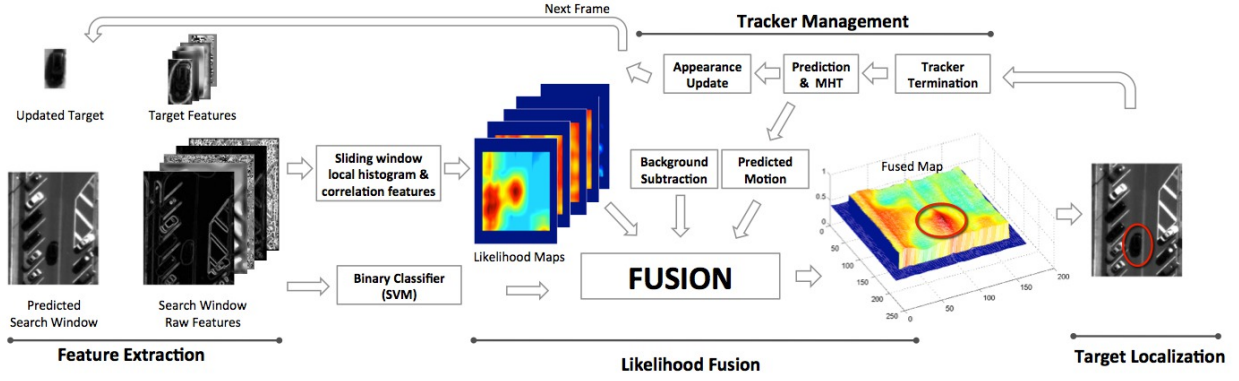 Next Frame
Tracker Management
Appearance
Update
Prediction
& MHT
Tracker
Termination
Updated Target
Target Features
Sliding window
local histogram &
correlation features
Background
Subtraction
Predicted
Motion
Fused Map
1
0.5
0
0
50
100
150
200
250
0
50
100
150
200
Likelihood Maps
Binary Classifier
(SVM)
FUSION
Predicted
Search Window
Search Window
Raw Features
Feature Extraction
Likelihood Fusion
Target Localization